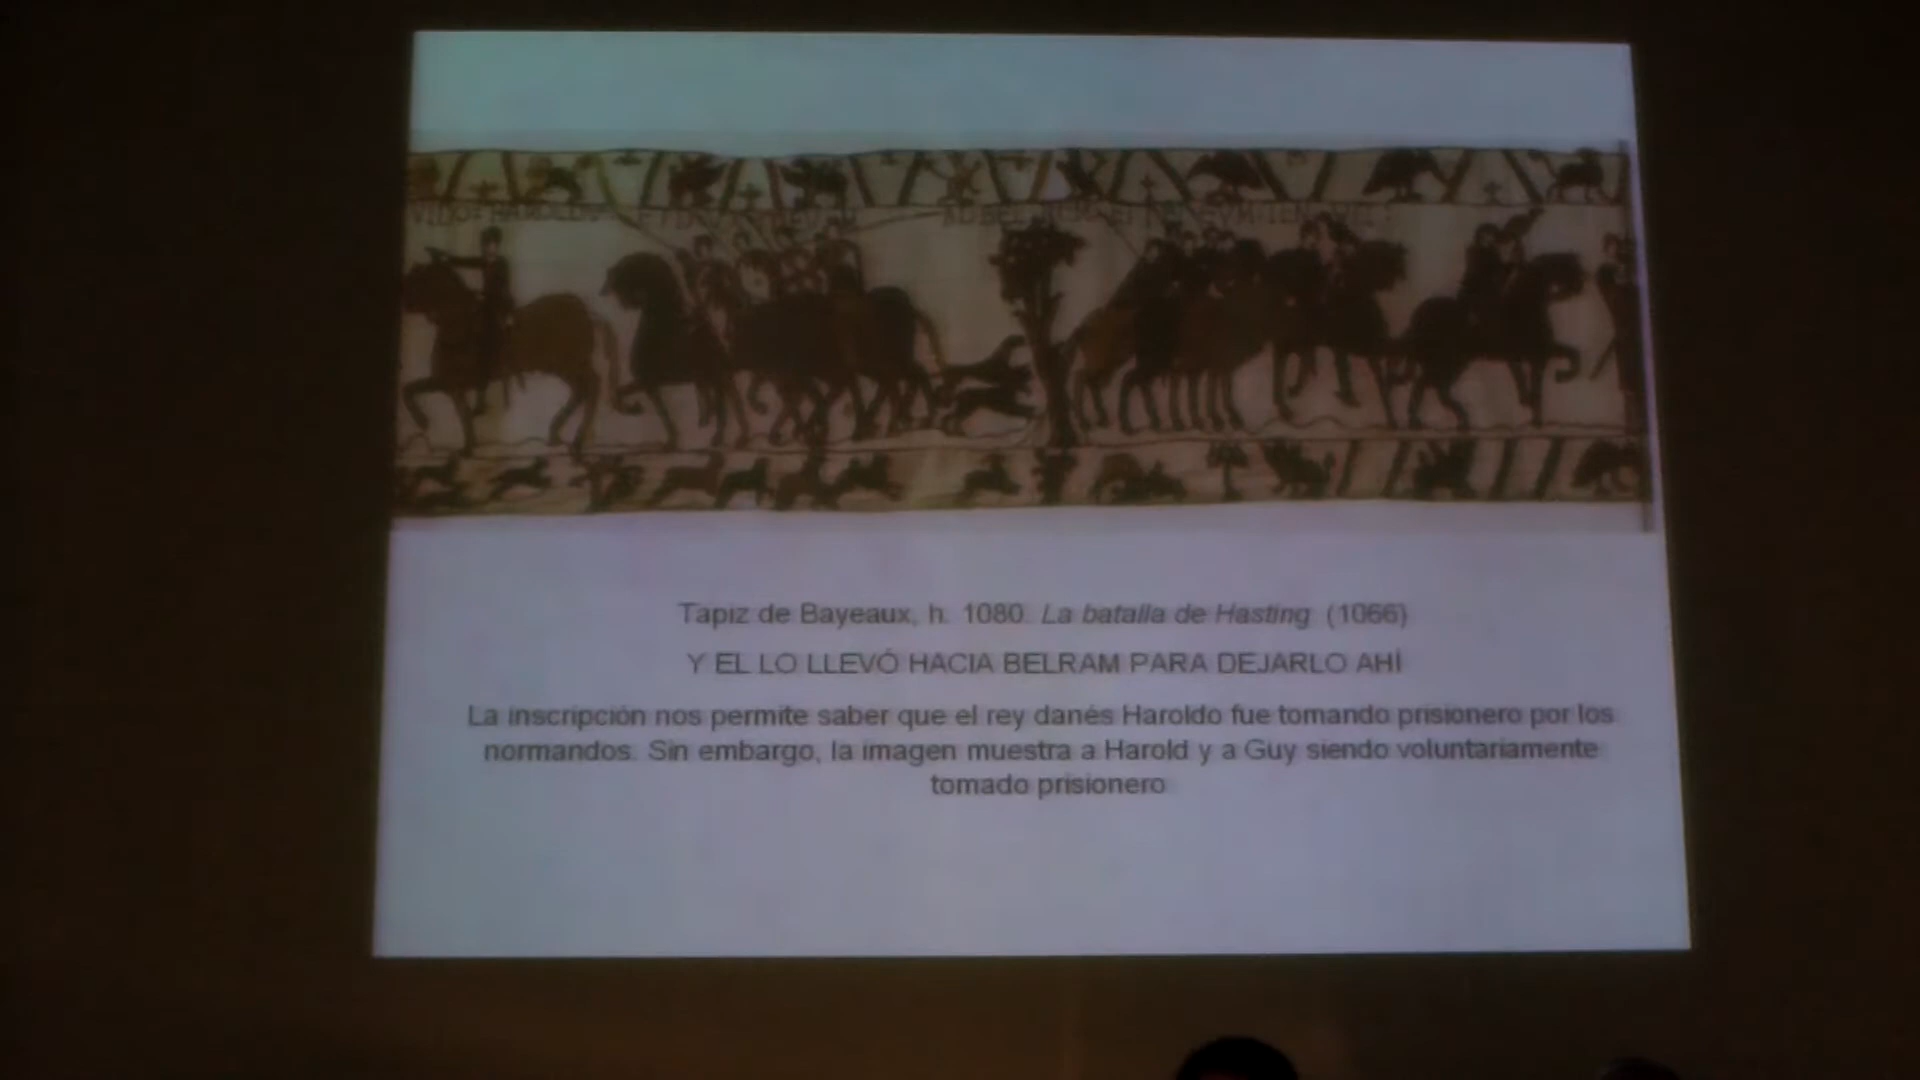 Tapiz de Bayeaux, h. 1080. La batalla de Hasting (1066)
Y EL LO LLEVÓ HACIA BELRAM PARA DEJARLO AHÍ
La inscripción nos permite saber que el rey danés Haroldo fue tomando prisionero por los
normandos. Sin embargo, la imagen muestra a Harold y a Guy siendo voluntariamente
tomado prisionero